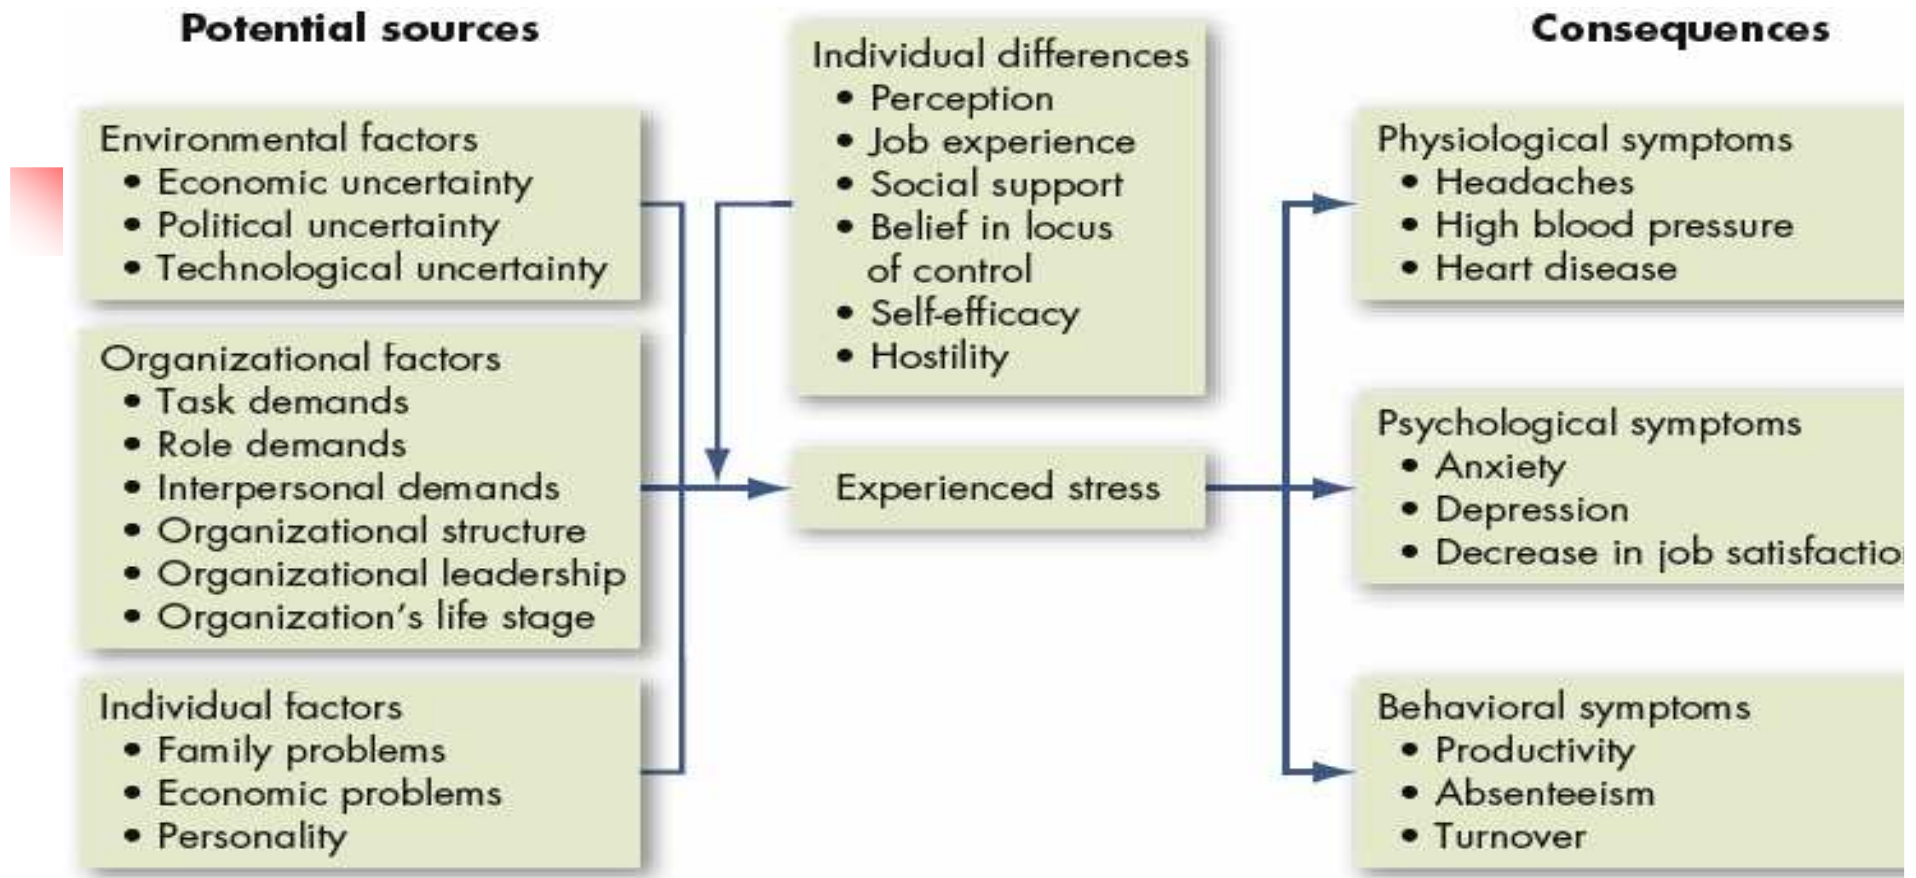 Potential sources
Environmental factors
• Economic uncertainty
• Political uncertainty
• Technological uncertainty
Organizational factors
• Task demands
• Role demands
• Interpersonal demands
• Organizational structure
• Organizational leadership
• Organization's life stage
Individual factors
• Family problems
• Economic problems
• Personality
Individual differences
• Perception
• Job experience
• Social support
• Belief in locus
of control
• Self-efficacy
• Hostility
Experienced stress
Consequences
Physiological symptoms
• Headaches
• High blood pressure
• Heart disease
Psychological symptoms
• Anxiety
• Depression
• Decrease in job satisfactio
Behavioral symptoms
• Productivity
• Absenteeism
• Turnover